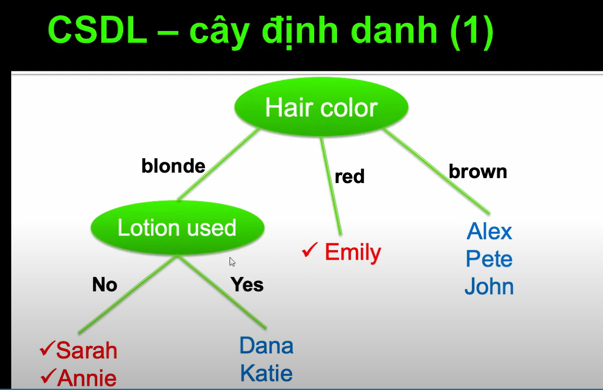 CSDL – cây định danh (1)
Hair color
blonde
red
brown
Lotion used
✓ Emily
Alex
Pete
John
No
Yes
✓Sarah
✓Annie
Dana
Katie